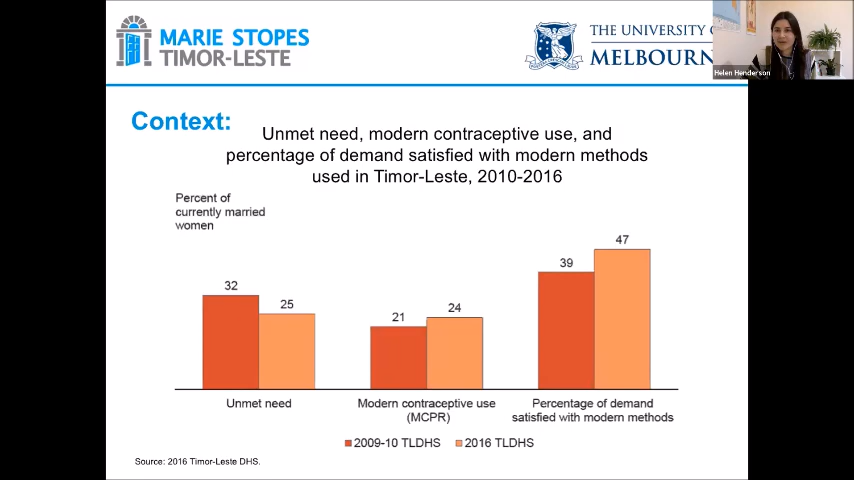 MARIE STOPES
TIMOR-LESTE
THE UNIVERSITY
MELBOURN
Helen Henderson
Context:
Unmet need, modern contraceptive use, and
percentage of demand satisfied with modern methods
used in Timor-Leste, 2010-2016
Percent of
currently married
women
32
25
21
24
39
47
Unmet need
Modern contraceptive use
(MCPR)
Percentage of demand
satisfied with modern methods
2009-10 TLDHS
2016 TLDHS
Source: 2016 Timor-Leste DHS.